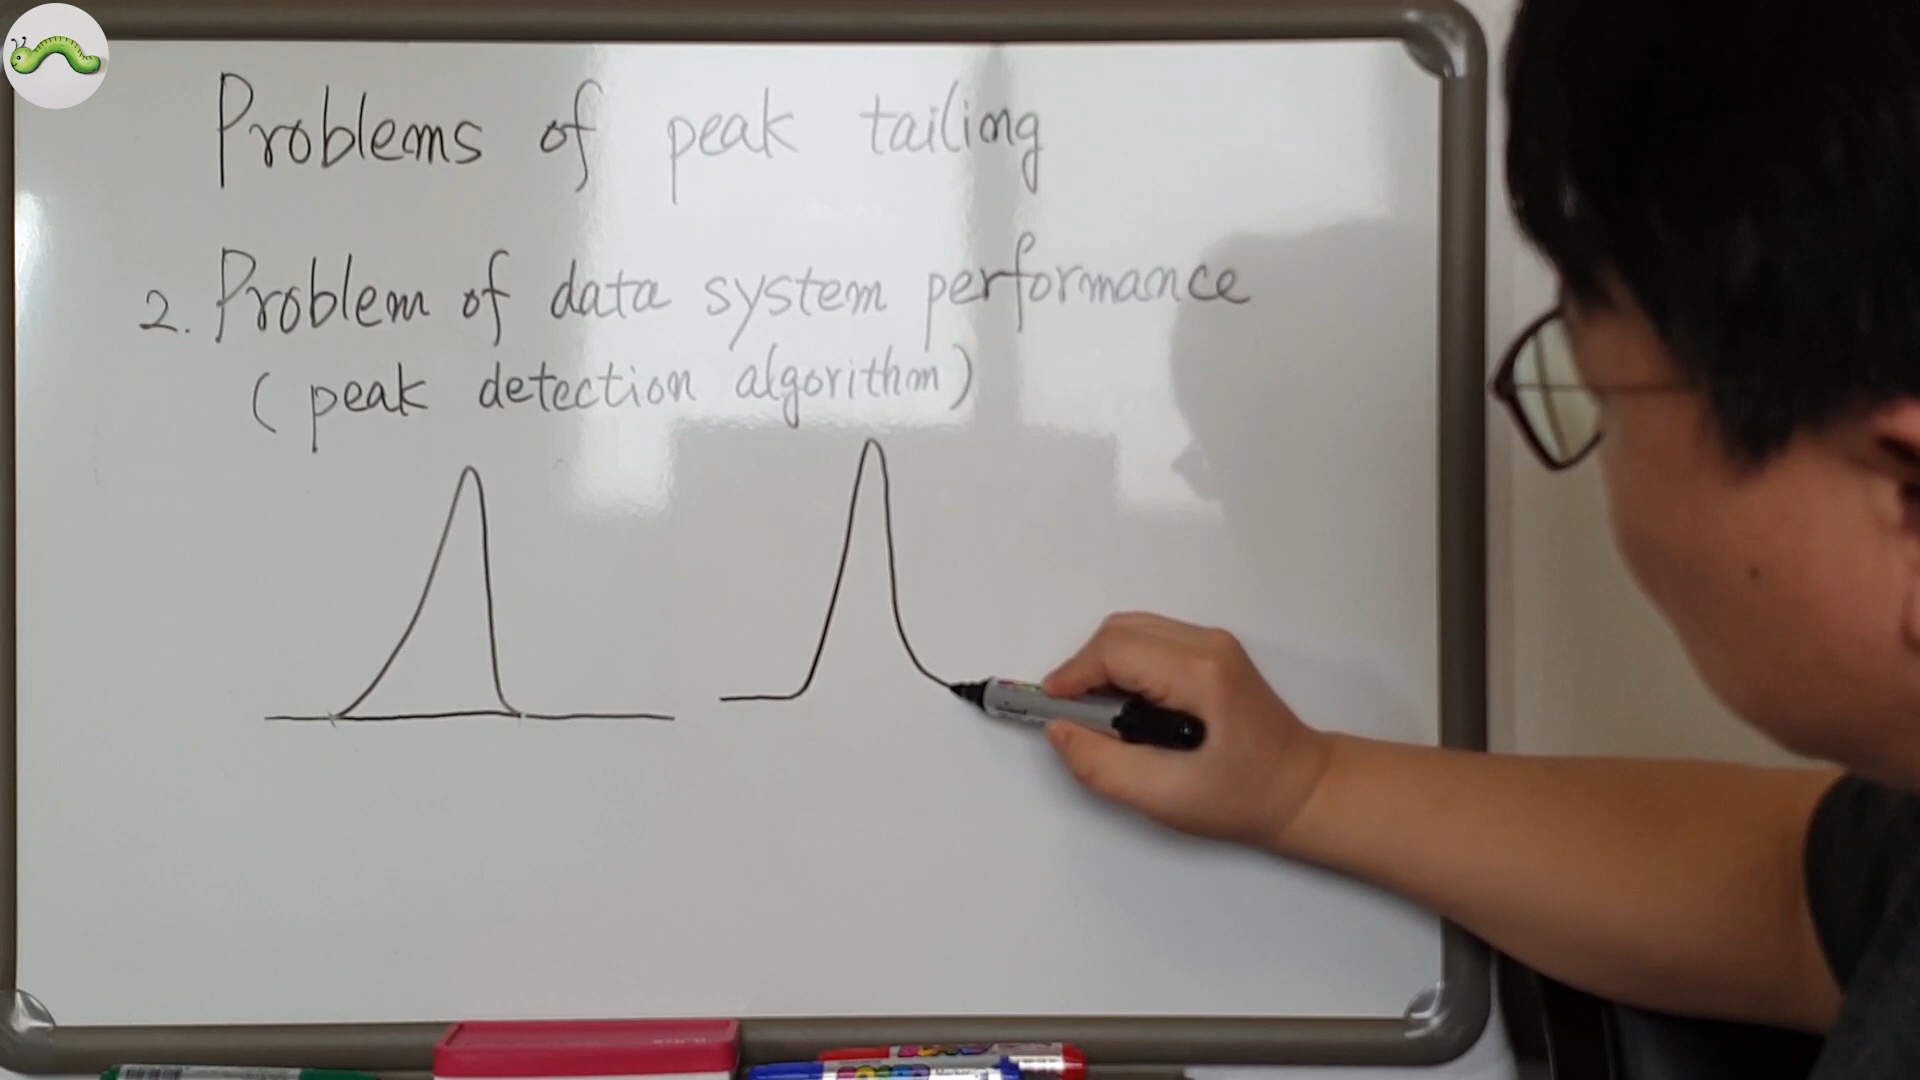 Problems of peak tailing
2. Problem of data system performance
(peak detection algorithm)